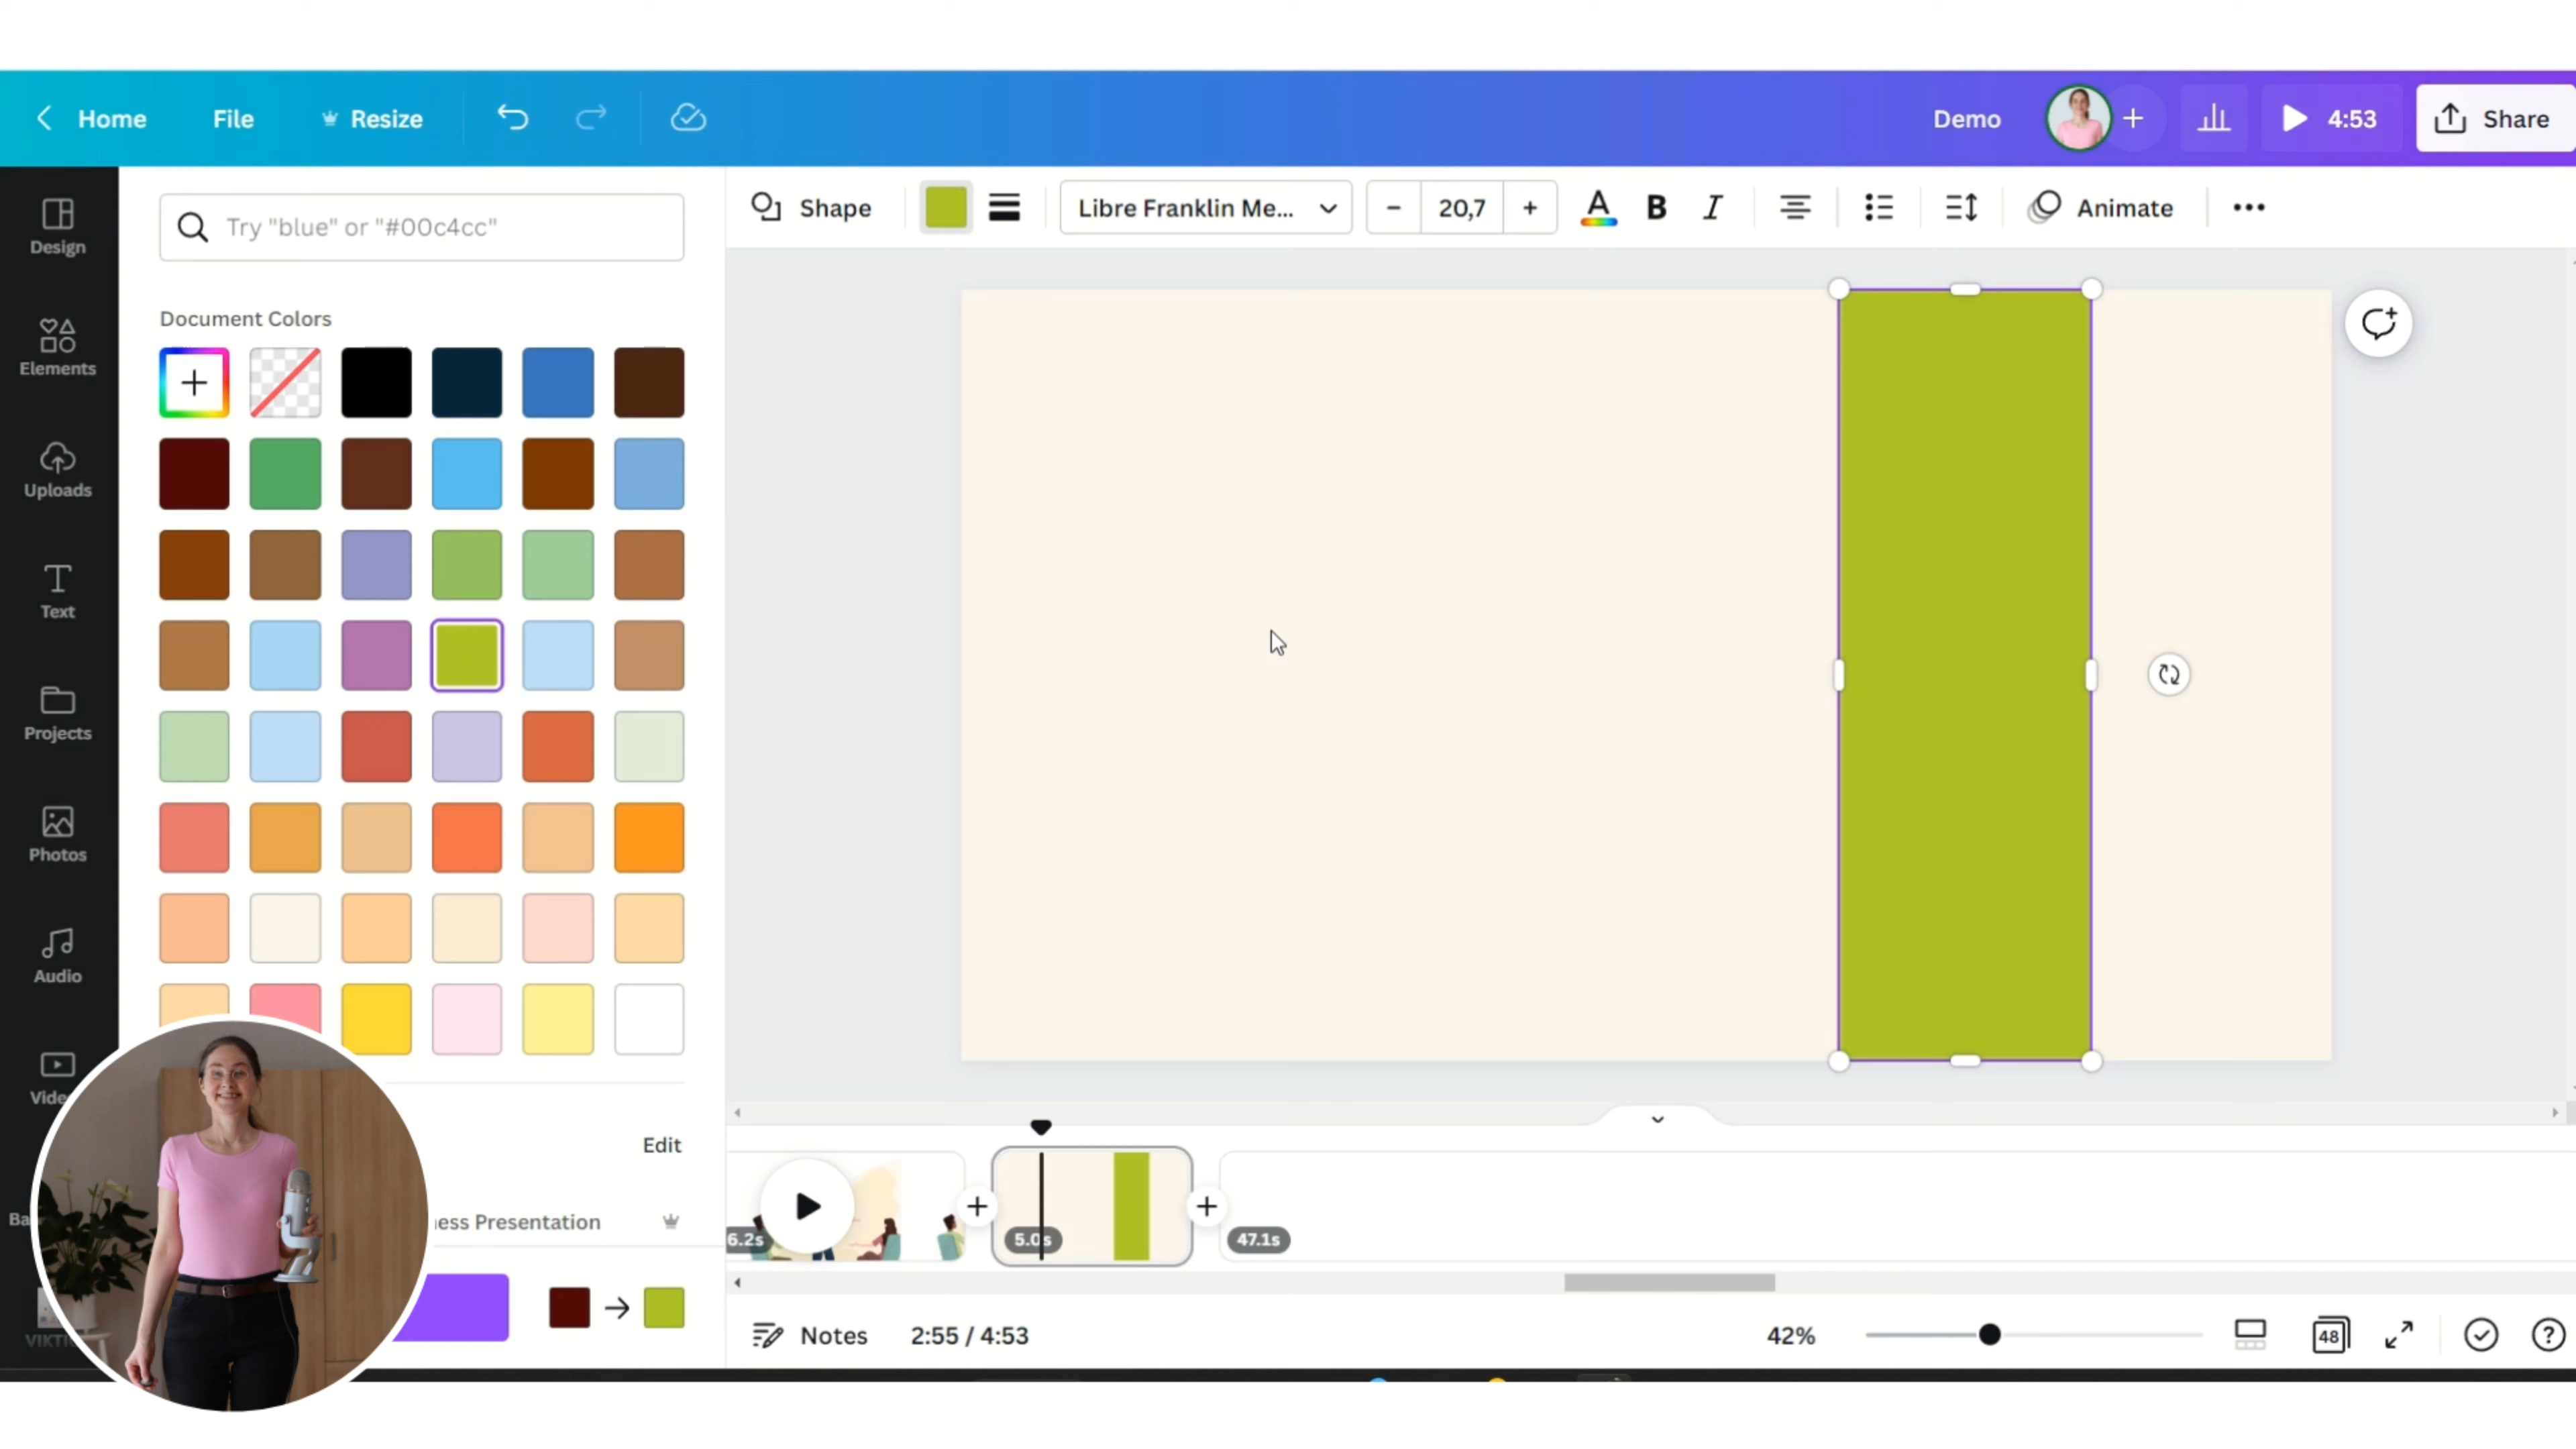 Home File Resize Demo 4:53 Share
Try "blue" or "#00c4cc"
Shape Libre Franklin Me... − 20,7 + A B I Animate
Design
Document Colors
Elements
Uploads
Text
Projects
Photos
Audio
Edit
ess Presentation
6.2s 5.0s 47.1s
VIKTI
Notes 2:55 / 4:53 42% 48 ?